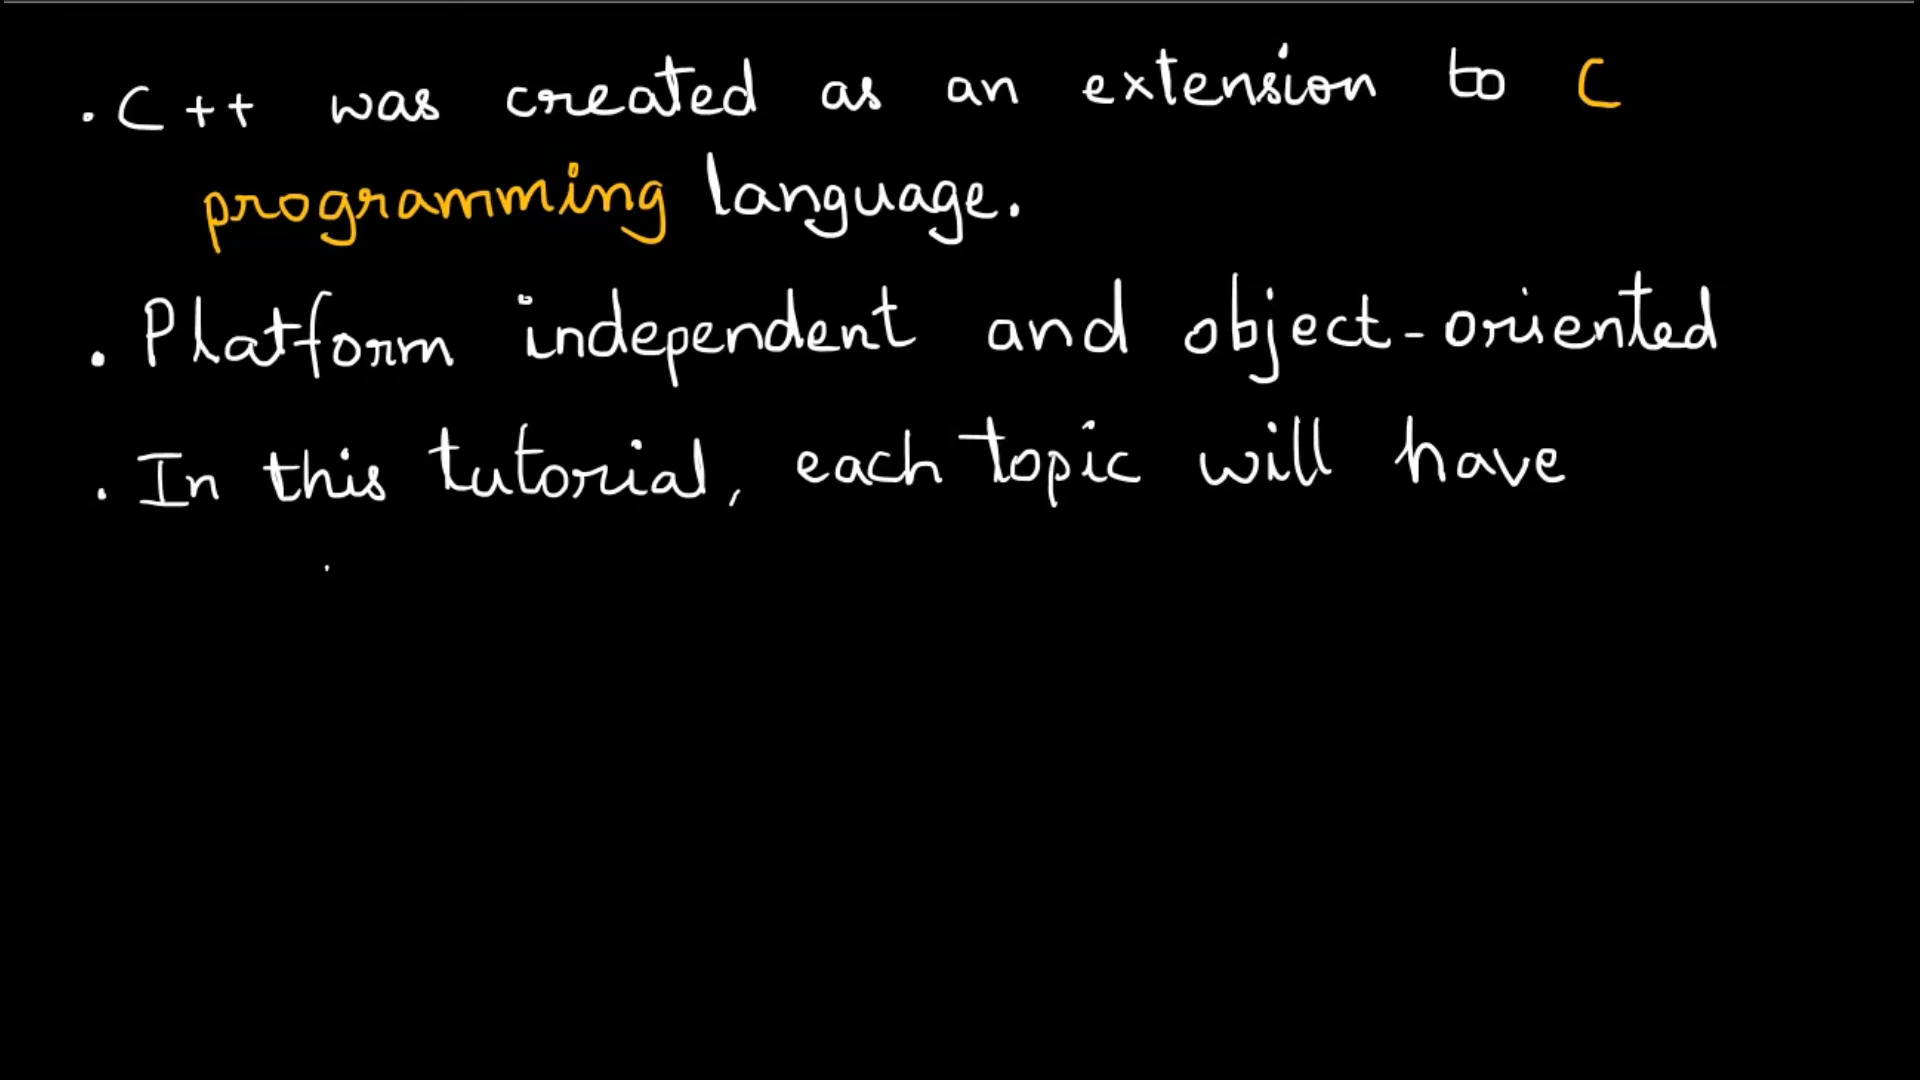 . C++ was created as an extension to C
programming language.
. Platform independent and object-oriented
. In this tutorial, each topic will have